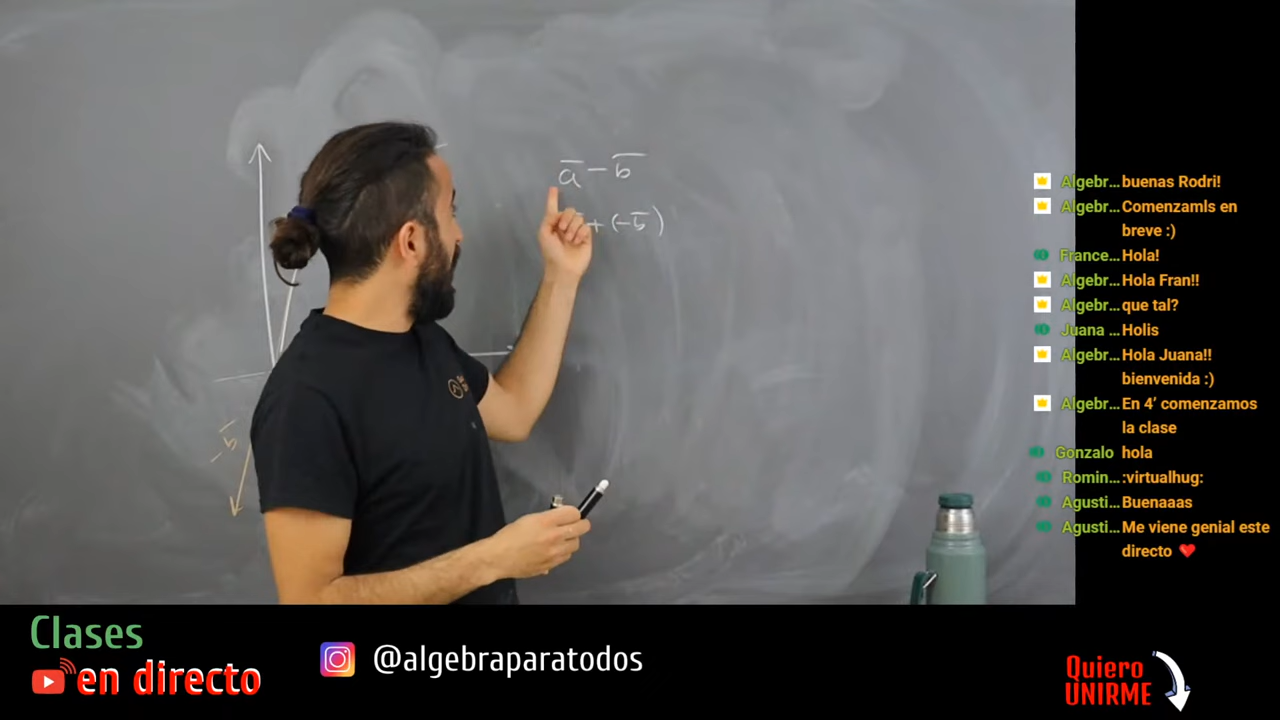 a̅ - b̅
+ (-b̅)
-b̅
Algebr... buenas Rodri!
Algebr... Comenzamls en
breve :)
France... Hola!
Algebr... Hola Fran!!
Algebr... que tal?
Juana ... Holis
Algebr... Hola Juana!!
bienvenida :)
Algebr... En 4' comenzamos
la clase
Gonzalo hola
Romin... :virtualhug:
Agusti... Buenaaas
Agusti... Me viene genial este
directo ❤
Clases
en directo
@algebraparatodos
Quiero
UNIRME